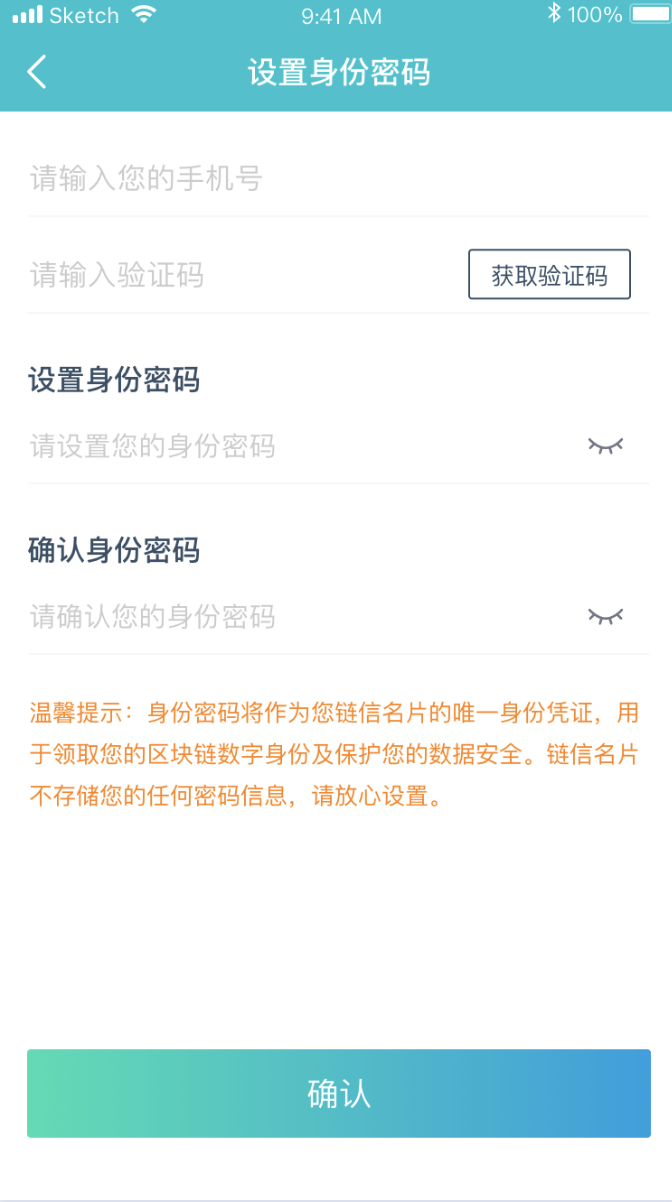 Sketch 9:41 AM 100%
设置身份密码
请输入您的手机号
请输入验证码 获取验证码
设置身份密码
请设置您的身份密码
确认身份密码
请确认您的身份密码
温馨提示：身份密码将作为您链信名片的唯一身份凭证，用
于领取您的区块链数字身份及保护您的数据安全。链信名片
不存储您的任何密码信息，请放心设置。
确认